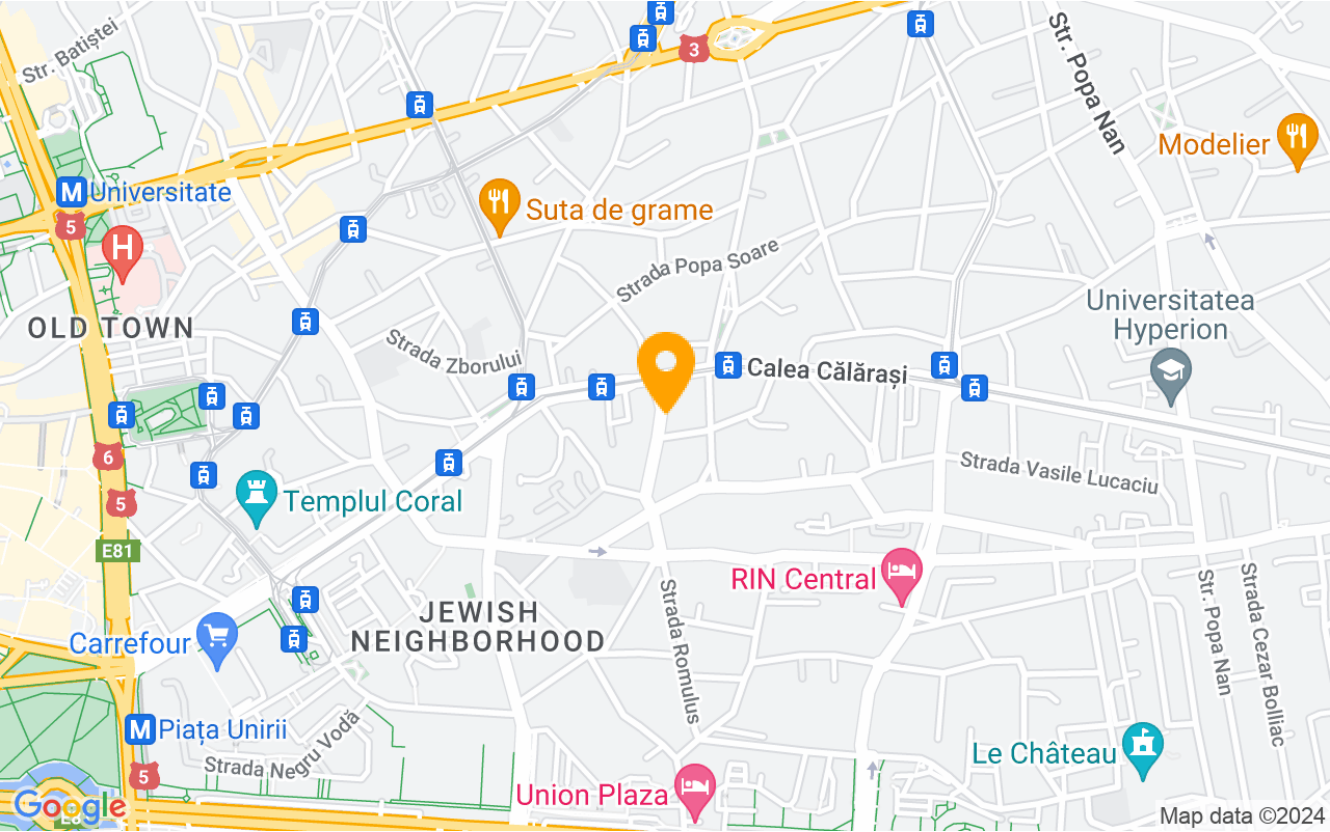 Str. Batiștei
3
Str. Popa Nan
Modelier
M Universitate
5
Suta de grame
H
Strada Popa Soare
OLD TOWN
Universitatea
Hyperion
Strada Zborului
Calea Călărași
6
5
Templul Coral
Strada Vasile Lucaciu
E81
RIN Central
JEWISH
NEIGHBORHOOD
Carrefour
Strada Romulus
Str. Popa Nan
Strada Cezar Bolliac
M Piața Unirii
Strada Negru Vodă
Le Château
5
Union Plaza
Google
Map data ©2024